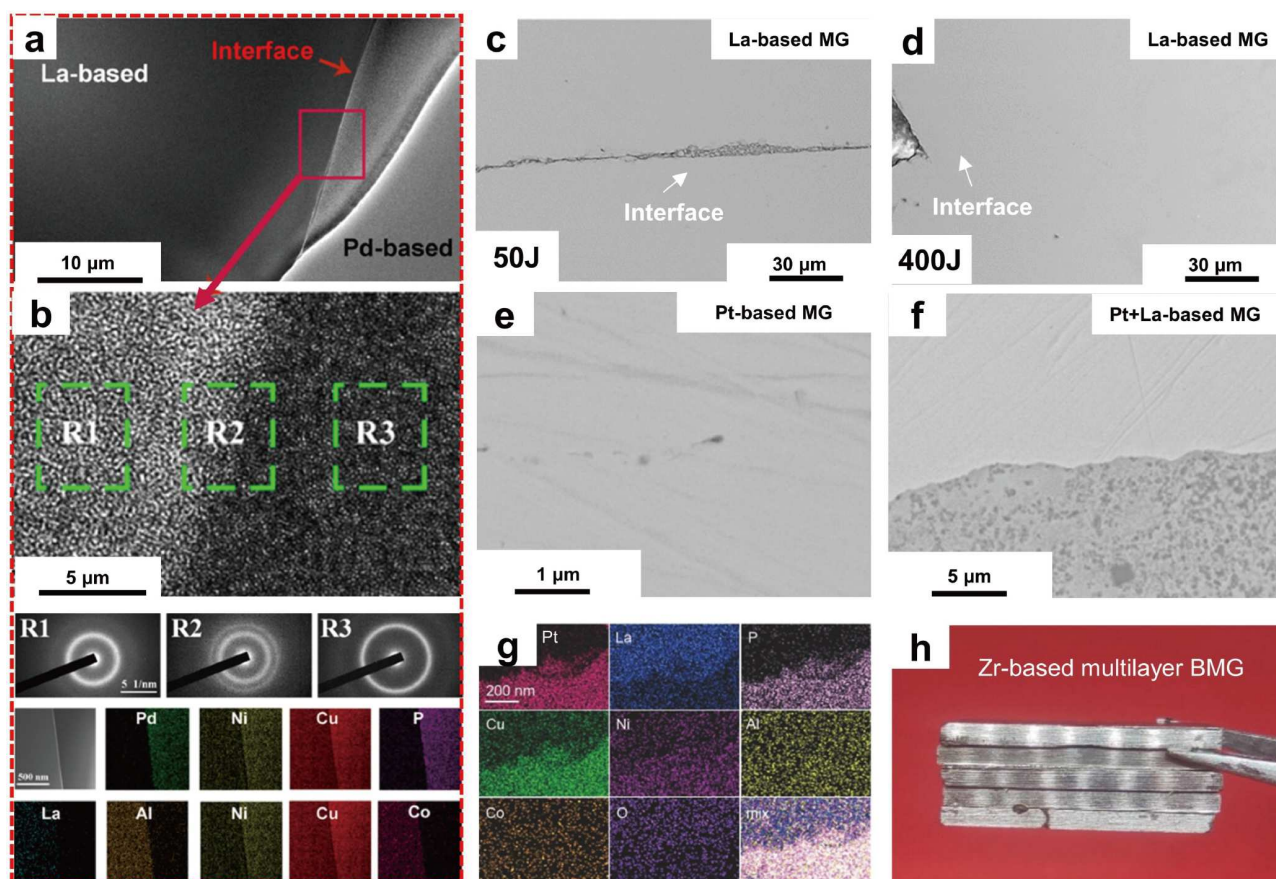 a
La-based
Interface
Pd-based
10 μm
b
R1
R2
R3
5 μm
R1
5 1/nm
R2
R3
500 nm
Pd
Ni
Cu
P
La
Al
Ni
Cu
Co
c
La-based MG
Interface
50J
30 μm
d
La-based MG
Interface
400J
30 μm
e
Pt-based MG
1 μm
f
Pt+La-based MG
5 μm
g
Pt
200 nm
La
P
Cu
Ni
Al
Co
O
mix
h
Zr-based multilayer BMG